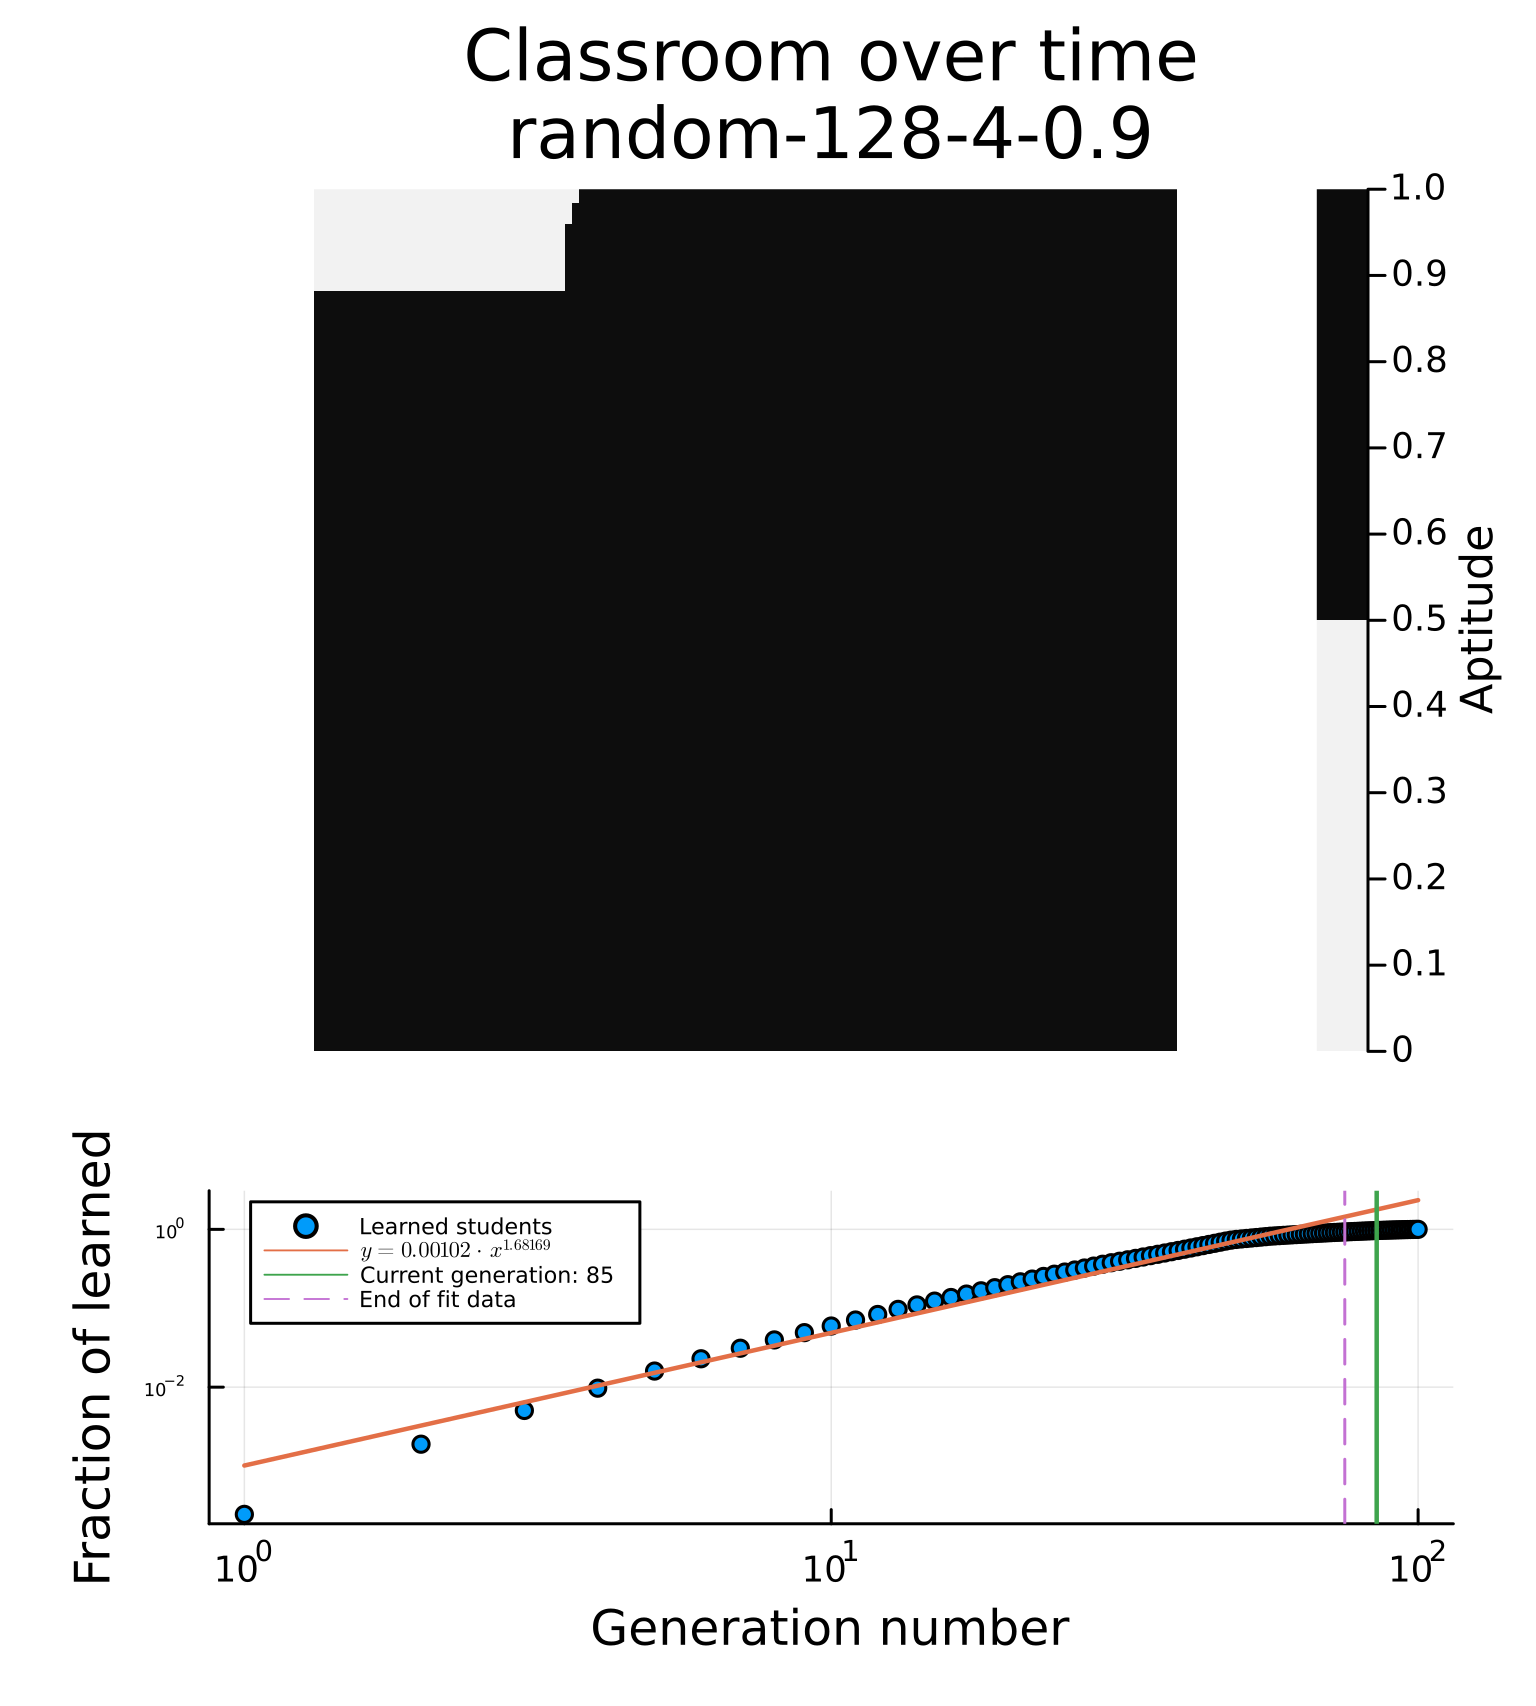 Classroom over time
random-128-4-0.9
1.0
0.9
0.8
0.7
0.6
0.5
0.4
0.3
0.2
0.1
0
Aptitude
Fraction of learned
10^0
10^-2
Learned students
y = 0.00102 · x^1.68169
Current generation: 85
End of fit data
10^0
10^1
10^2
Generation number